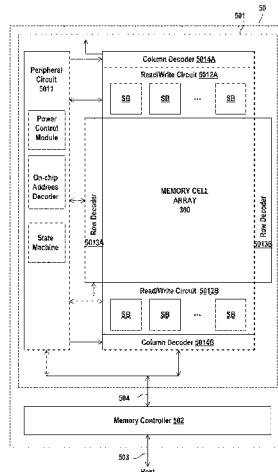 50
501
Peripheral Circuit 5011
Power Control Module
On-chip Address Decoder
State Machine
Column Decoder 5014A
Read/Write Circuit 5012A
SB SB ... SB
Row Decoder
5013A
MEMORY CELL
ARRAY
Row Decoder
Read/Write Circuit 5012B
SB SB ... SB
Column Decoder 5014B
504
Memory Controller 502
503
Host